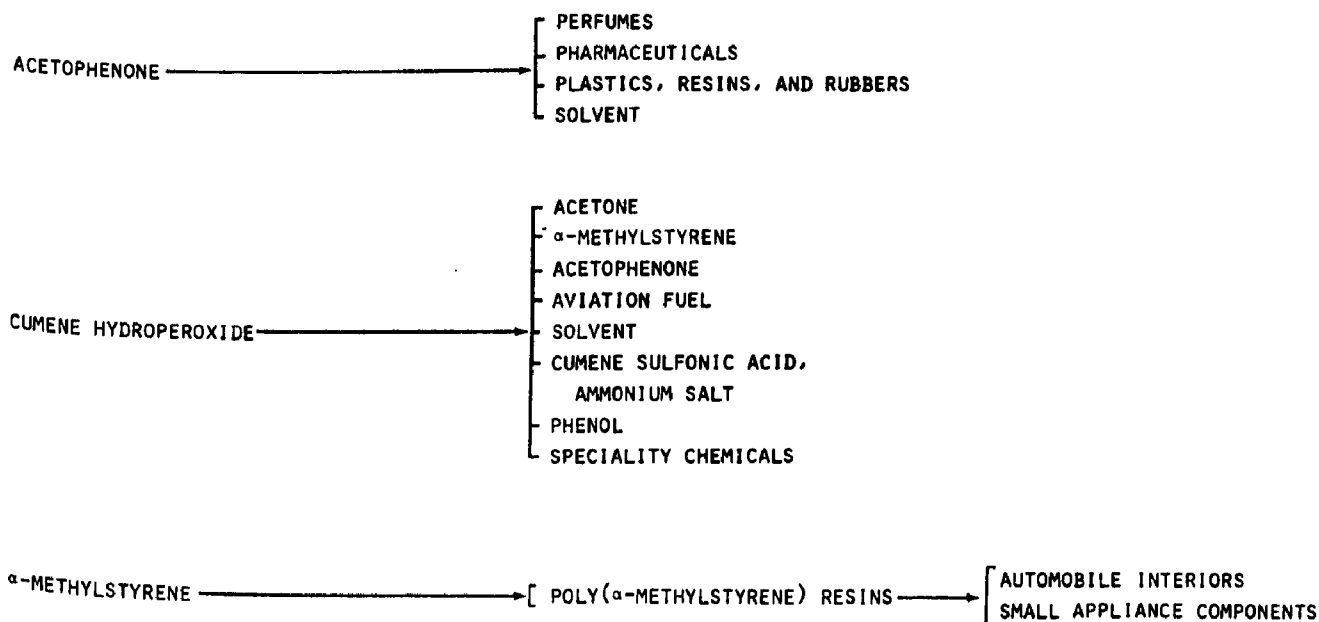 PERFUMES
PHARMACEUTICALS
ACETOPHENONE
PLASTICS, RESINS, AND RUBBERS
SOLVENT
ACETONE
α-METHYLSTYRENE
ACETOPHENONE
AVIATION FUEL
CUMENE HYDROPEROXIDE
SOLVENT
CUMENE SULFONIC ACID,
AMMONIUM SALT
PHENOL
SPECIALITY CHEMICALS
α-METHYLSTYRENE
POLY(α-METHYLSTYRENE) RESINS
AUTOMOBILE INTERIORS
SMALL APPLIANCE COMPONENTS